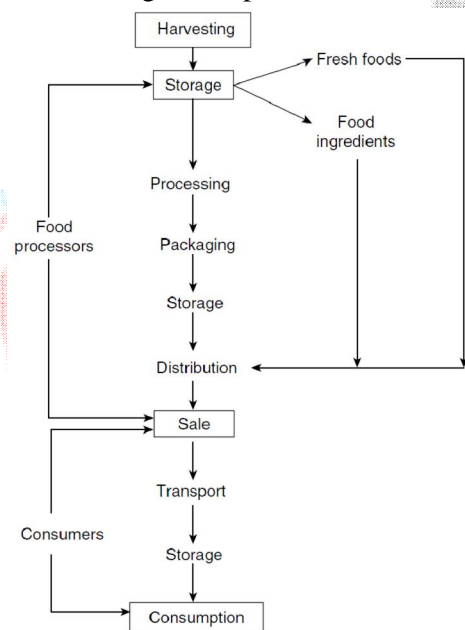 Harvesting
Storage
Fresh foods
Food
ingredients
Processing
Food
processors
Packaging
Storage
Distribution
Sale
Transport
Consumers
Storage
Consumption